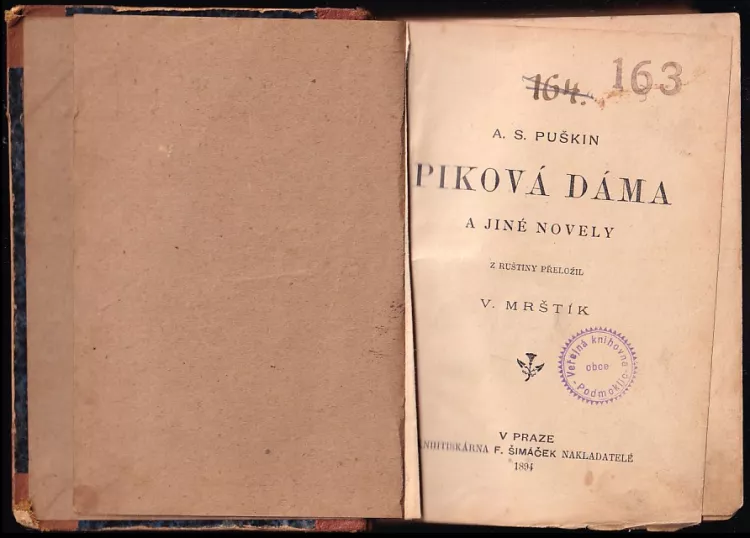 164.
163
A. S. PUŠKIN
PIKOVÁ DÁMA
A JINÉ NOVELY
Z RUŠTINY PŘELOŽIL
V. MRŠTÍK
Veřejná knihovna
obce
Podmoklic
V PRAZE
KNIHTISKÁRNA F. ŠIMÁČEK NAKLADATELÉ
1894